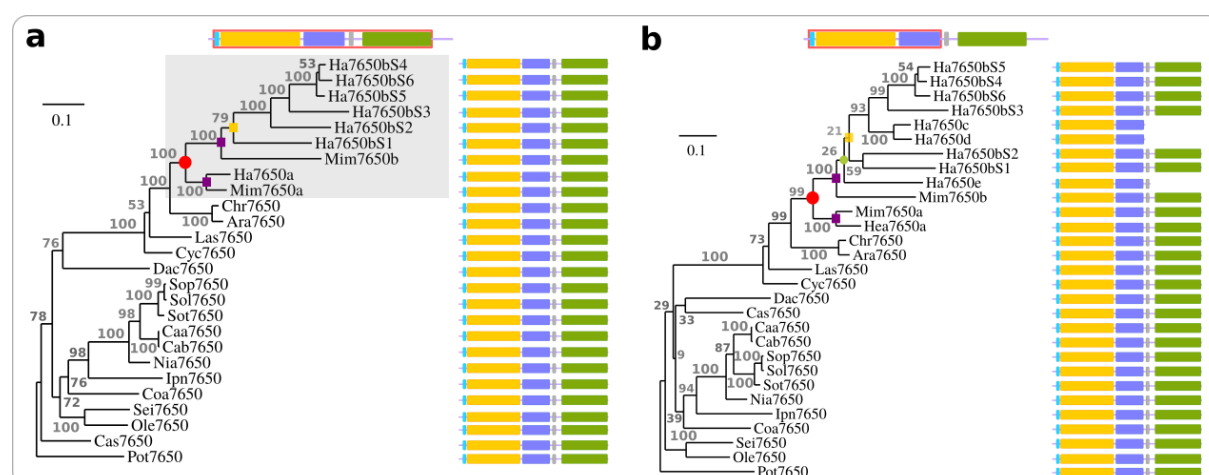 a
53
Ha7650bS4
100
Ha7650bS6
100
Ha7650bS5
0.1
100
Ha7650bS3
79
Ha7650bS2
100
Ha7650bS1
100
Mim7650b
Ha7650a
100
Mim7650a
100
Chr7650
53
100
Ara7650
100
Las7650
76
Cyc7650
Dac7650
99
Sop7650
100
Sol7650
98
Sot7650
78
100
Caa7650
100
Cab7650
98
Nia7650
76
Ipn7650
72
Coa7650
Sei7650
100
Ole7650
Cas7650
Pot7650
b
54
Ha7650bS5
100
Ha7650bS4
99
Ha7650bS6
93
Ha7650bS3
Ha7650c
21
100
Ha7650d
0.1
26
Ha7650bS2
100
59
Ha7650bS1
Ha7650e
99
Mim7650b
Mim7650a
99
100
Hea7650a
73
Chr7650
100
100
Ara7650
Las7650
Cyc7650
29
Dac7650
33
Cas7650
100
Caa7650
87
Cab7650
9
100
100
Sop7650
Sol7650
94
100
Sot7650
Nia7650
39
Ipn7650
Coa7650
100
Sei7650
Ole7650
Pot7650